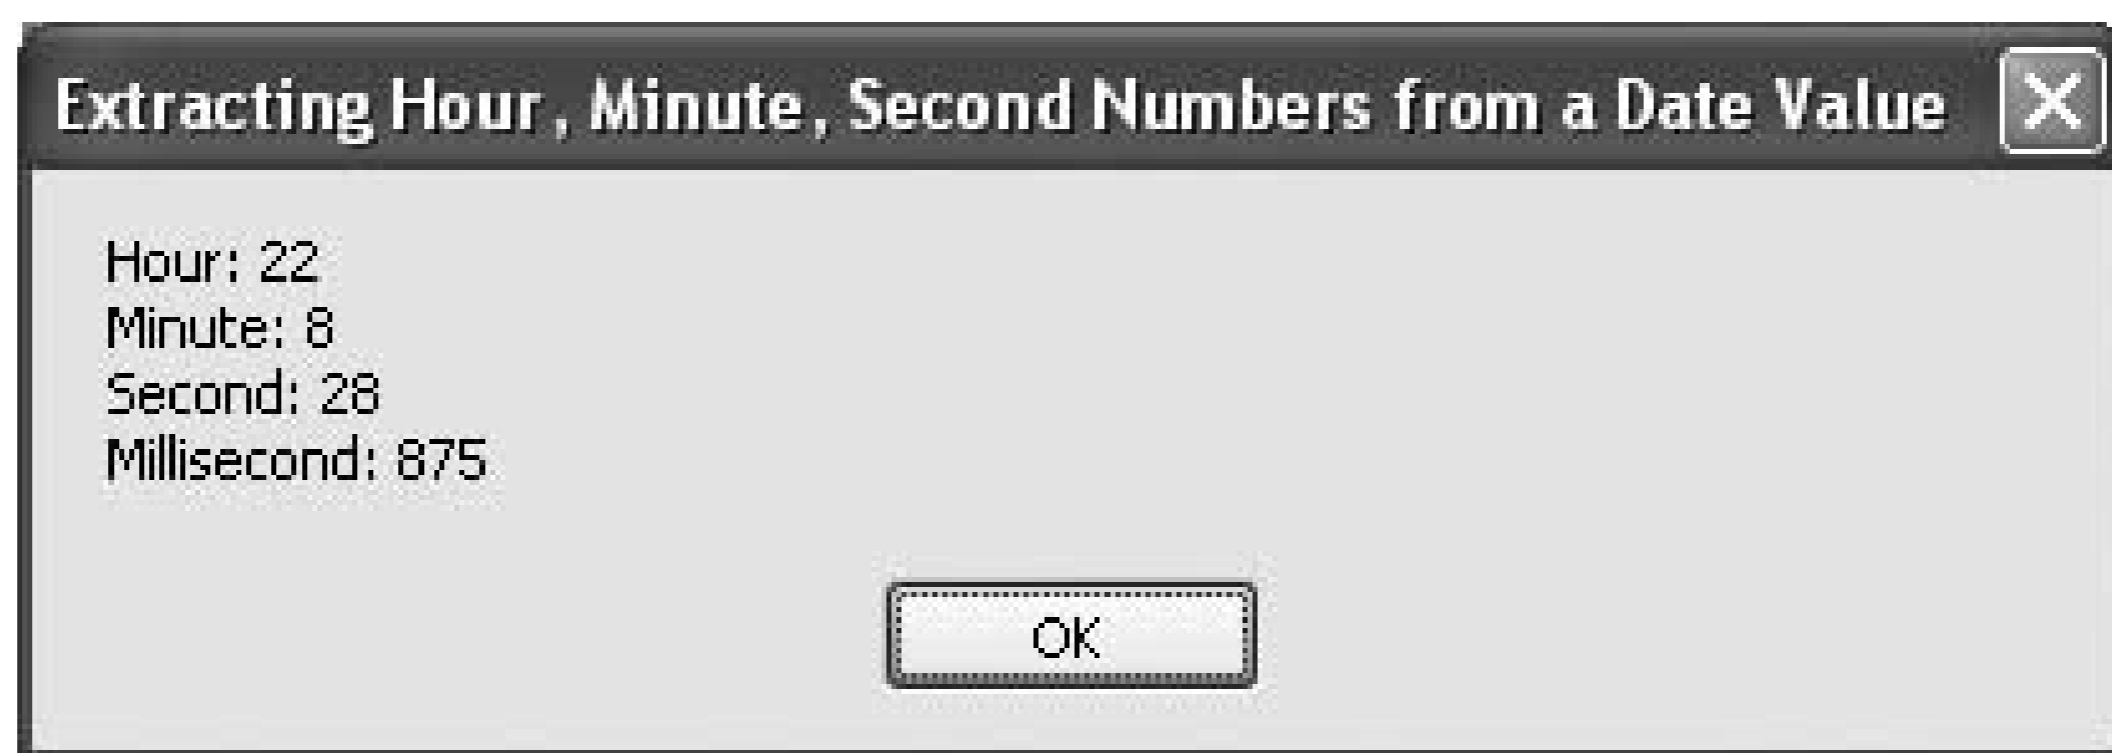 Extracting Hour, Minute, Second Numbers from a Date Value
Hour: 22
Minute: 8
Second: 28
Millisecond: 875
OK